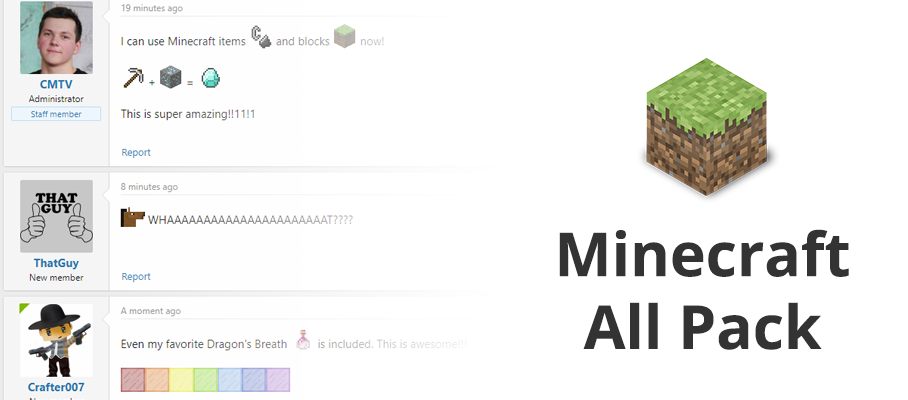 19 minutes ago
I can use Minecraft items and blocks now!
+ =
This is super amazing!!11!1
Report
CMTV
Administrator
Staff member
8 minutes ago
WHAAAAAAAAAAAAAAAAAAAAAAAT????
Report
THAT
GUY
ThatGuy
New member
A moment ago
Even my favorite Dragon's Breath is included. This is awesome!!!
Crafter007
Minecraft
All Pack